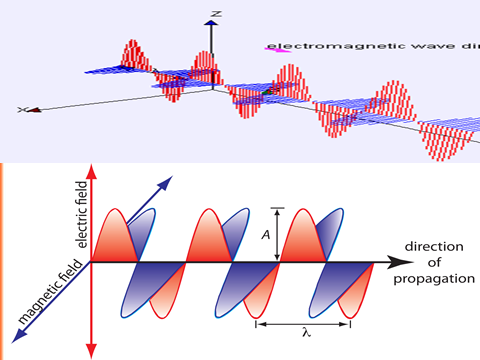 Z
electromagnetic wave dir
X
electric field
magnetic field
A
λ
direction
of
propagation